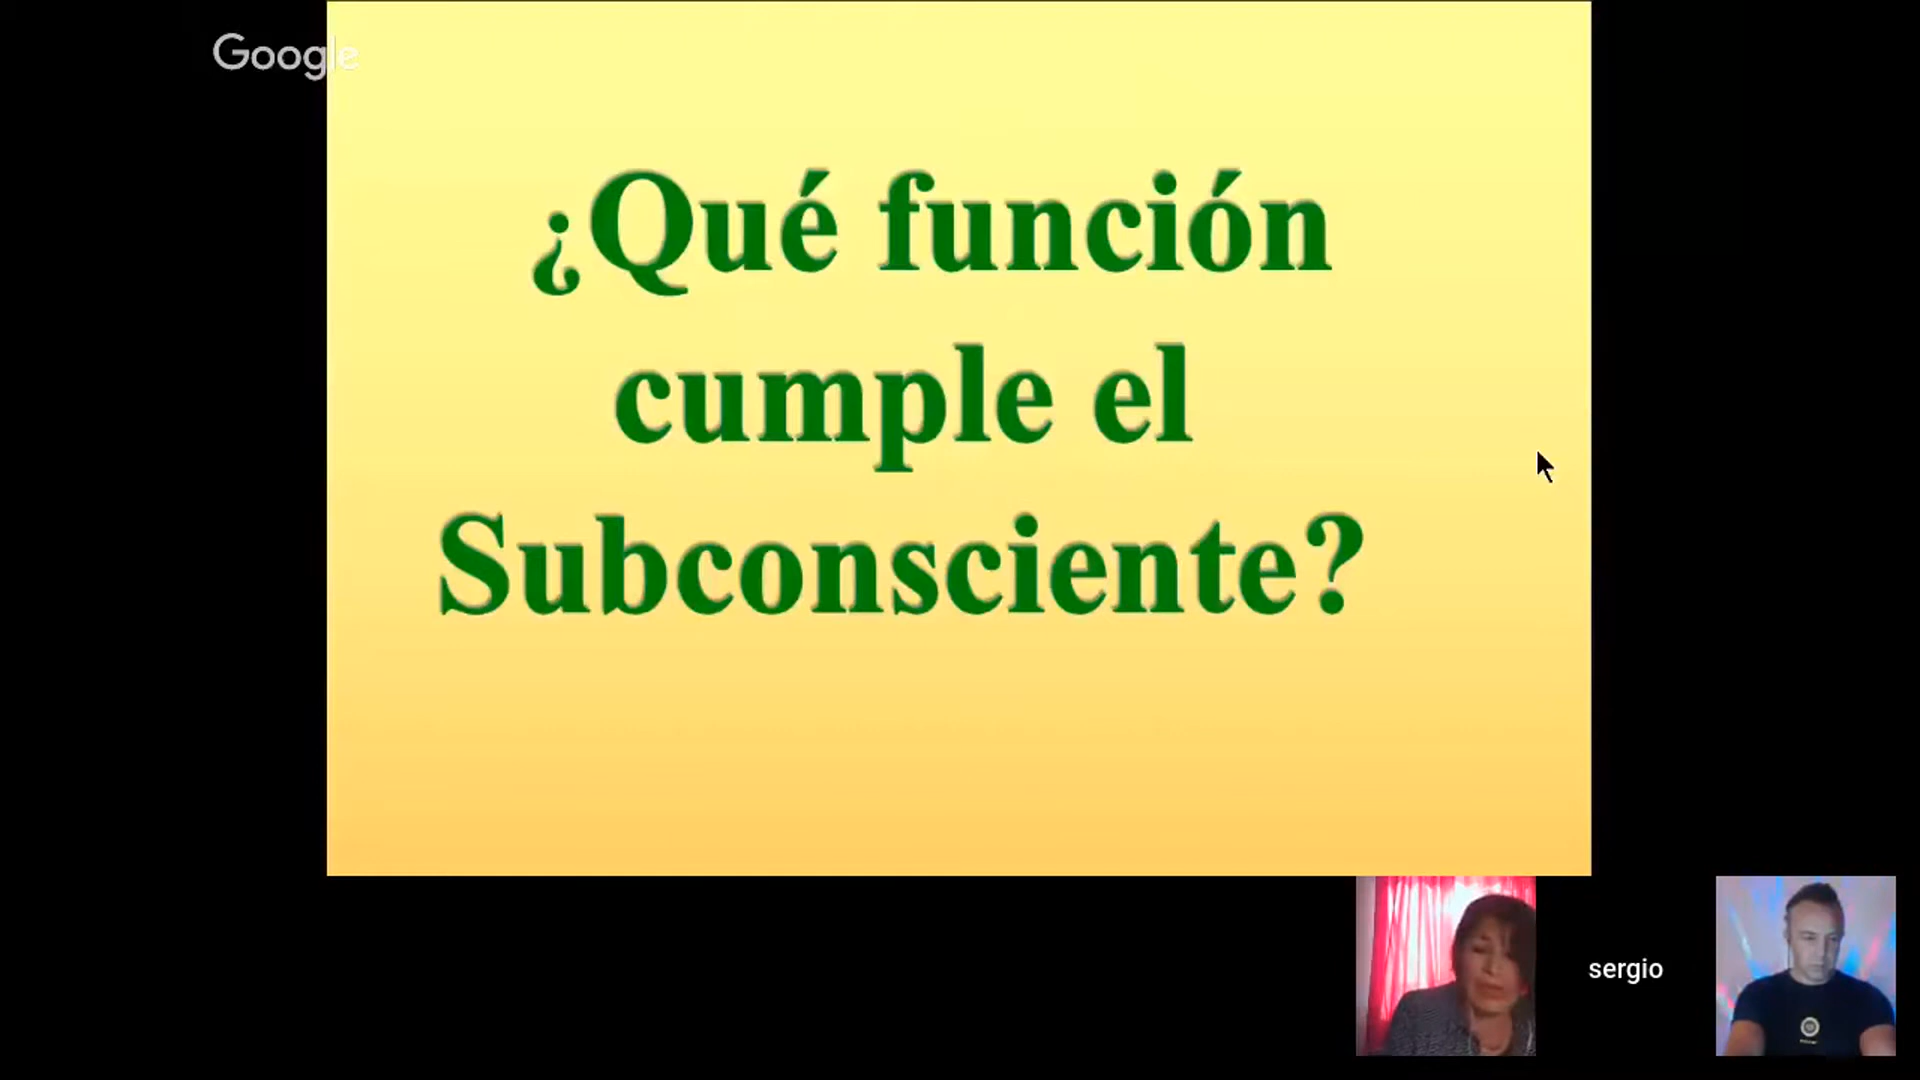 Google
¿Qué función
cumple el
Subconsciente?
sergio